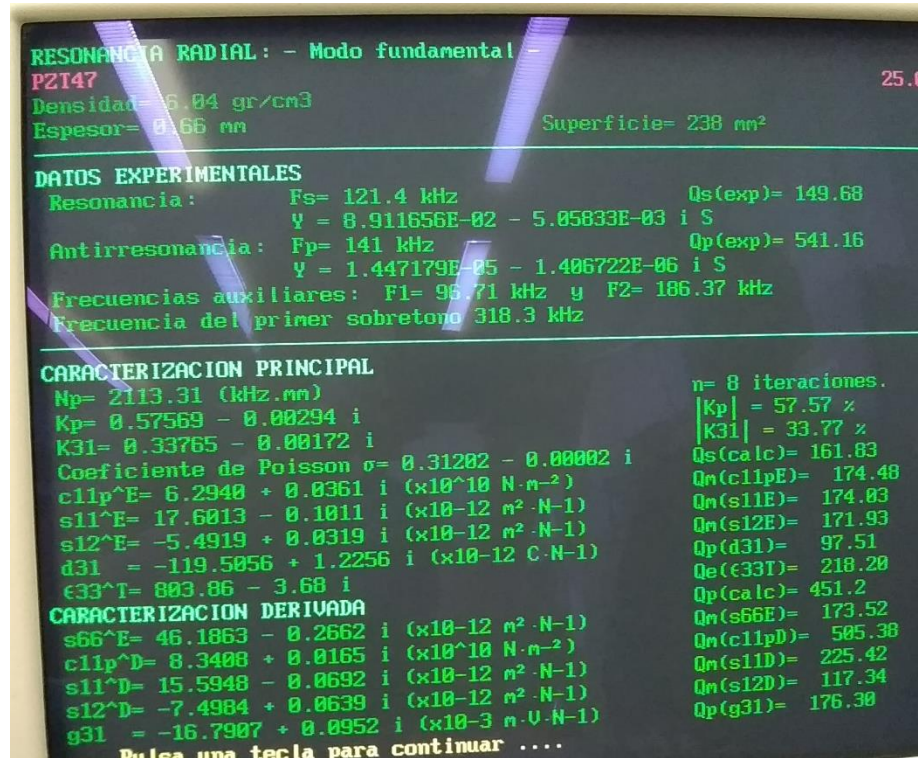 RESONANCIA RADIAL: - Modo fundamental -
PZT47 25.0
Densidad= 6.04 gr/cm3
Espesor= 0.66 mm Superficie= 238 mm²
DATOS EXPERIMENTALES
Resonancia: Fs= 121.4 kHz Qs(exp)= 149.68
Y = 8.911656E-02 - 5.05833E-03 i S
Antirresonancia: Fp= 141 kHz Qp(exp)= 541.16
Y = 1.447179E-05 - 1.406722E-06 i S
Frecuencias auxiliares: F1= 96.71 kHz y F2= 186.37 kHz
Frecuencia del primer sobretono 318.3 kHz
CARACTERIZACION PRINCIPAL
Np= 2113.31 (kHz.mm) n= 8 iteraciones.
Kp= 0.57569 - 0.00294 i |Kp| = 57.57 %
K31= 0.33765 - 0.00172 i |K31| = 33.77 %
Coeficiente de Poisson σ= 0.31202 - 0.00002 i Qs(calc)= 161.83
c11p^E= 6.2940 + 0.0361 i (x10^10 N·m-²) Qm(c11pE)= 174.48
s11^E= 17.6013 - 0.1011 i (x10-12 m²·N-1) Qm(s11E)= 174.03
s12^E= -5.4919 + 0.0319 i (x10-12 m²·N-1) Qm(s12E)= 171.93
d31 = -119.5056 + 1.2256 i (x10-12 C·N-1) Qp(d31)= 97.51
€33^T= 803.86 - 3.68 i Qe(€33T)= 218.20
CARACTERIZACION DERIVADA Qp(calc)= 451.2
s66^E= 46.1863 - 0.2662 i (x10-12 m²·N-1) Qm(s66E)= 173.52
c11p^D= 8.3408 + 0.0165 i (x10^10 N·m-²) Qm(c11pD)= 505.38
s11^D= 15.5948 - 0.0692 i (x10-12 m²·N-1) Qm(s11D)= 225.42
s12^D= -7.4984 + 0.0639 i (x10-12 m²·N-1) Qm(s12D)= 117.34
g31 = -16.7907 + 0.0952 i (x10-3 m·V·N-1) Qp(g31)= 176.30
Pulsa una tecla para continuar ....